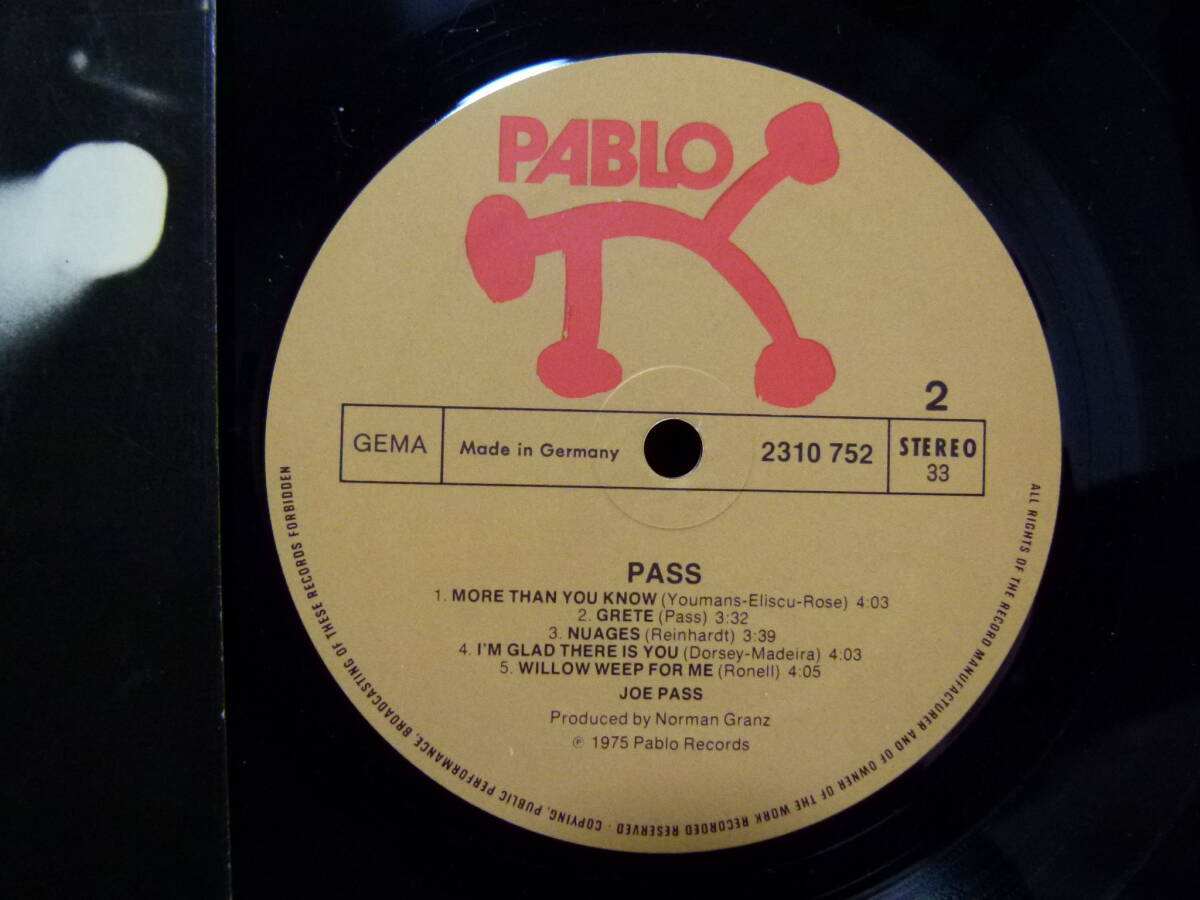 PABLO
2
GEMA
Made in Germany
2310 752
STEREO
33
PASS
1. MORE THAN YOU KNOW (Youmans-Eliscu-Rose) 4:03
2. GRETE (Pass) 3:32
3. NUAGES (Reinhardt) 3:39
4. I'M GLAD THERE IS YOU (Dorsey-Madeira) 4:03
5. WILLOW WEEP FOR ME (Ronell) 4:05
JOE PASS
Produced by Norman Granz
℗ 1975 Pablo Records
ALL RIGHTS OF THE RECORD MANUFACTURER AND OF OWNER OF THE WORK RECORDED RESERVED · COPYING, PUBLIC PERFORMANCE, BROADCASTING OF THESE RECORDS FORBIDDEN